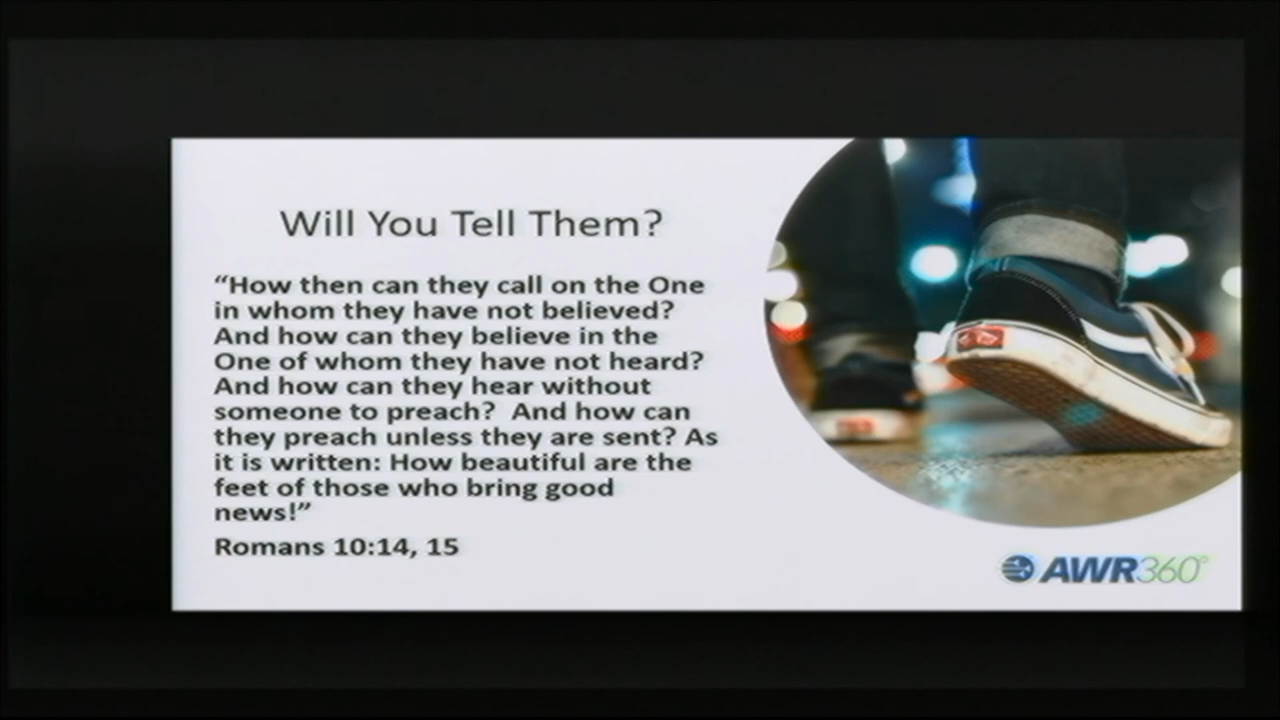 Will You Tell Them?
“How then can they call on the One
in whom they have not believed?
And how can they believe in the
One of whom they have not heard?
And how can they hear without
someone to preach? And how can
they preach unless they are sent? As
it is written: How beautiful are the
feet of those who bring good
news!”
Romans 10:14, 15
AWR360°